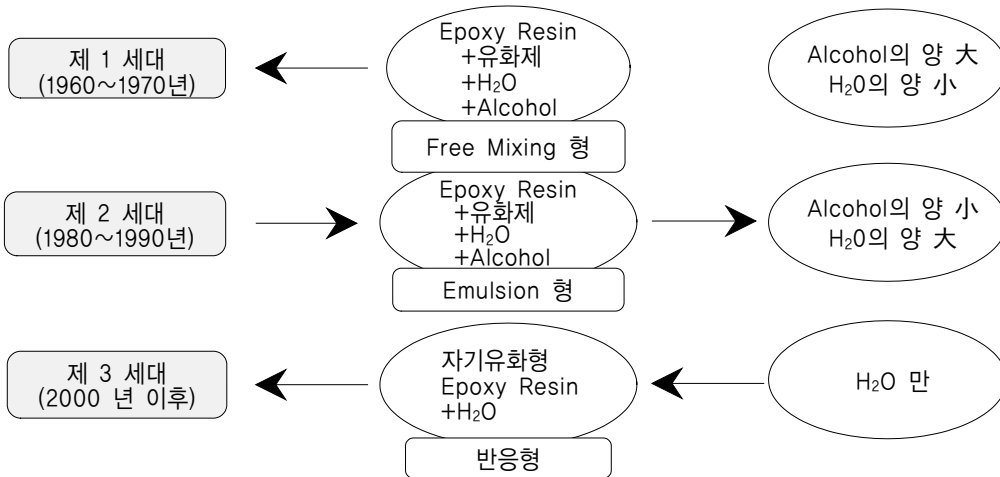 제 1 세대
(1960～1970년)
Epoxy Resin
+유화제
+H₂O
+Alcohol
Free Mixing 형
Alcohol의 양 大
H₂0의 양 小
제 2 세대
(1980～1990년)
Epoxy Resin
+유화제
+H₂O
+Alcohol
Emulsion 형
Alcohol의 양 小
H₂0의 양 大
제 3 세대
(2000 년 이후)
자기유화형
Epoxy Resin
+H₂O
반응형
H₂O 만